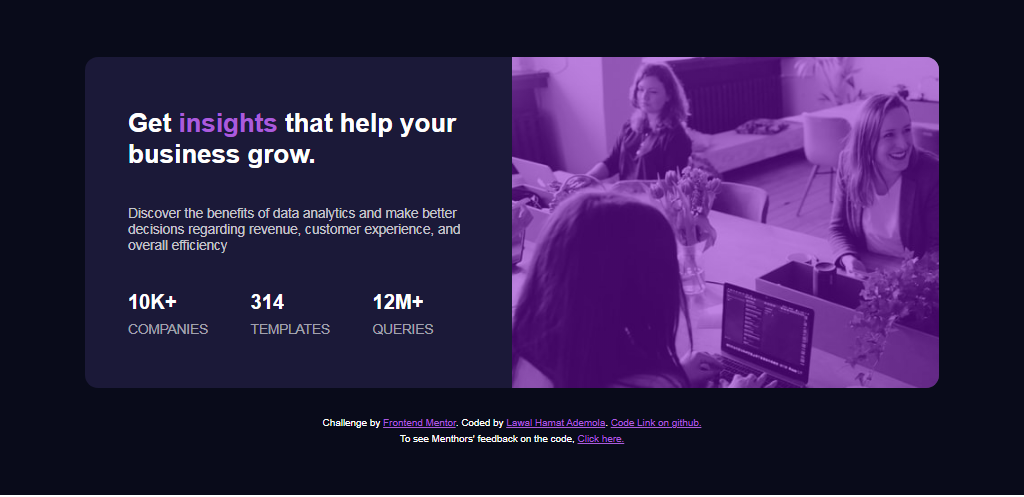 Get insights that help your
business grow.
Discover the benefits of data analytics and make better
decisions regarding revenue, customer experience, and
overall efficiency
10K+ 314 12M+
COMPANIES TEMPLATES QUERIES
Challenge by Frontend Mentor. Coded by Lawal Hamat Ademola. Code Link on github.
To see Menthors' feedback on the code, Click here.